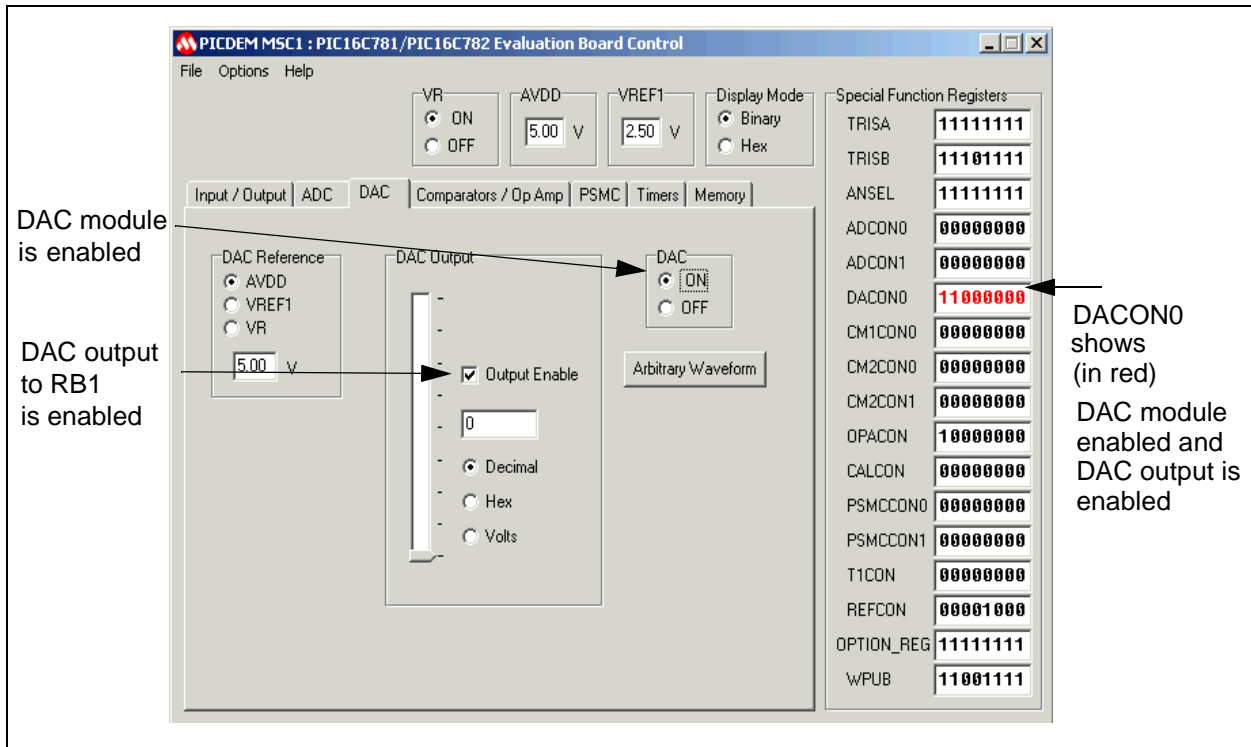 PICDEM MSC1 : PIC16C781/PIC16C782 Evaluation Board Control
File Options Help
VR
ON
OFF
AVDD
5.00 V
VREF1
2.50 V
Display Mode
Binary
Hex
Input / Output ADC DAC Comparators / Op Amp PSMC Timers Memory
DAC module
is enabled
DAC Reference
AVDD
VREF1
VR
5.00 V
DAC output
to RB1
is enabled
DAC Output
Output Enable
0
Decimal
Hex
Volts
DAC
ON
OFF
Arbitrary Waveform
Special Function Registers
TRISA 11111111
TRISB 11101111
ANSEL 11111111
ADCON0 00000000
ADCON1 00000000
DACON0 11000000
CM1CON0 00000000
CM2CON0 00000000
CM2CON1 00000000
OPACON 10000000
CALCON 00000000
PSMCCON0 00000000
PSMCCON1 00000000
T1CON 00000000
REFCON 00001000
OPTION_REG 11111111
WPUB 11001111
DACON0
shows
(in red)
DAC module
enabled and
DAC output is
enabled